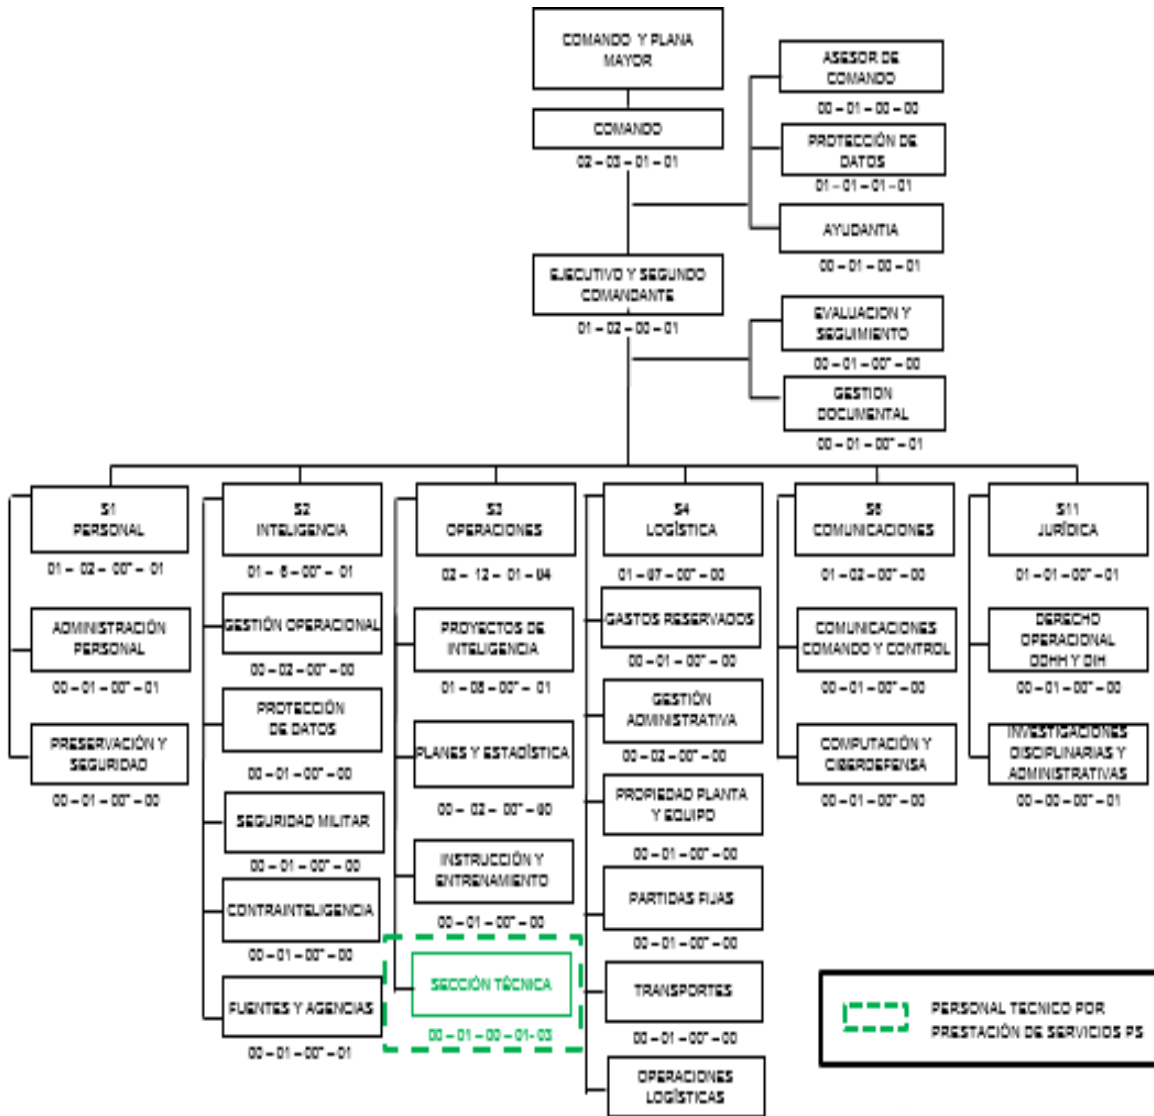 COMANDO Y PLANA
MAYOR
COMANDO
02 – 03 – 01 – 01
ASESOR DE
COMANDO
00 – 01 – 00 – 00
PROTECCIÓN DE
DATOS
01 – 01 – 01 – 01
AYUDANTIA
00 – 01 – 00 – 01
EJECUTIVO Y SEGUNDO
COMANDANTE
01 – 02 – 00 – 01
EVALUACION Y
SEGUIMIENTO
00 – 01 – 00" – 00
GESTION
DOCUMENTAL
00 – 01 – 00" – 01
S1
PERSONAL
01 – 02 – 00" – 01
ADMINISTRACIÓN
PERSONAL
00 – 01 – 00" – 01
PRESERVACIÓN Y
SEGURIDAD
00 – 01 – 00" – 00
S2
INTELIGENCIA
01 – 6 – 00" – 01
GESTIÓN OPERACIONAL
00 – 02 – 00" – 00
PROTECCIÓN
DE DATOS
00 – 01 – 00" – 00
SEGURIDAD MILITAR
00 – 01 – 00" – 00
CONTRAINTELIGENCIA
00 – 01 – 00" – 00
FUENTES Y AGENCIAS
00 – 01 – 00" – 01
S3
OPERACIONES
02 – 12 – 01 – 04
PROYECTOS DE
INTELIGENCIA
01 – 08 – 00" – 01
PLANES Y ESTADÍSTICA
00 – 02 – 00" – 00
INSTRUCCIÓN Y
ENTRENAMIENTO
00 – 01 – 00" – 00
SECCIÓN TÉCNICA
00 – 01 – 00 – 01- 03
S4
LOGÍSTICA
01 – 07 – 00" – 00
GASTOS RESERVADOS
00 – 01 – 00" – 00
GESTIÓN
ADMINISTRATIVA
00 – 02 – 00" – 00
PROPIEDAD PLANTA
Y EQUIPO
00 – 01 – 00" – 00
PARTIDAS FIJAS
00 – 01 – 00" – 00
TRANSPORTES
00 – 01 – 00" – 00
OPERACIONES
LOGÍSTICAS
S6
COMUNICACIONES
01 – 02 – 00" – 00
COMUNICACIONES
COMANDO Y CONTROL
00 – 01 – 00" – 00
COMPUTACIÓN Y
CIBERDEFENSA
00 – 01 – 00" – 00
S11
JURÍDICA
01 – 01 – 00" – 01
DERECHO
OPERACIONAL
DDHH Y DIH
00 – 01 – 00" – 00
INVESTIGACIONES
DISCIPLINARIAS Y
ADMINISTRATIVAS
00 – 00 – 00" – 01
PERSONAL TECNICO POR
PRESTACIÓN DE SERVICIOS PS